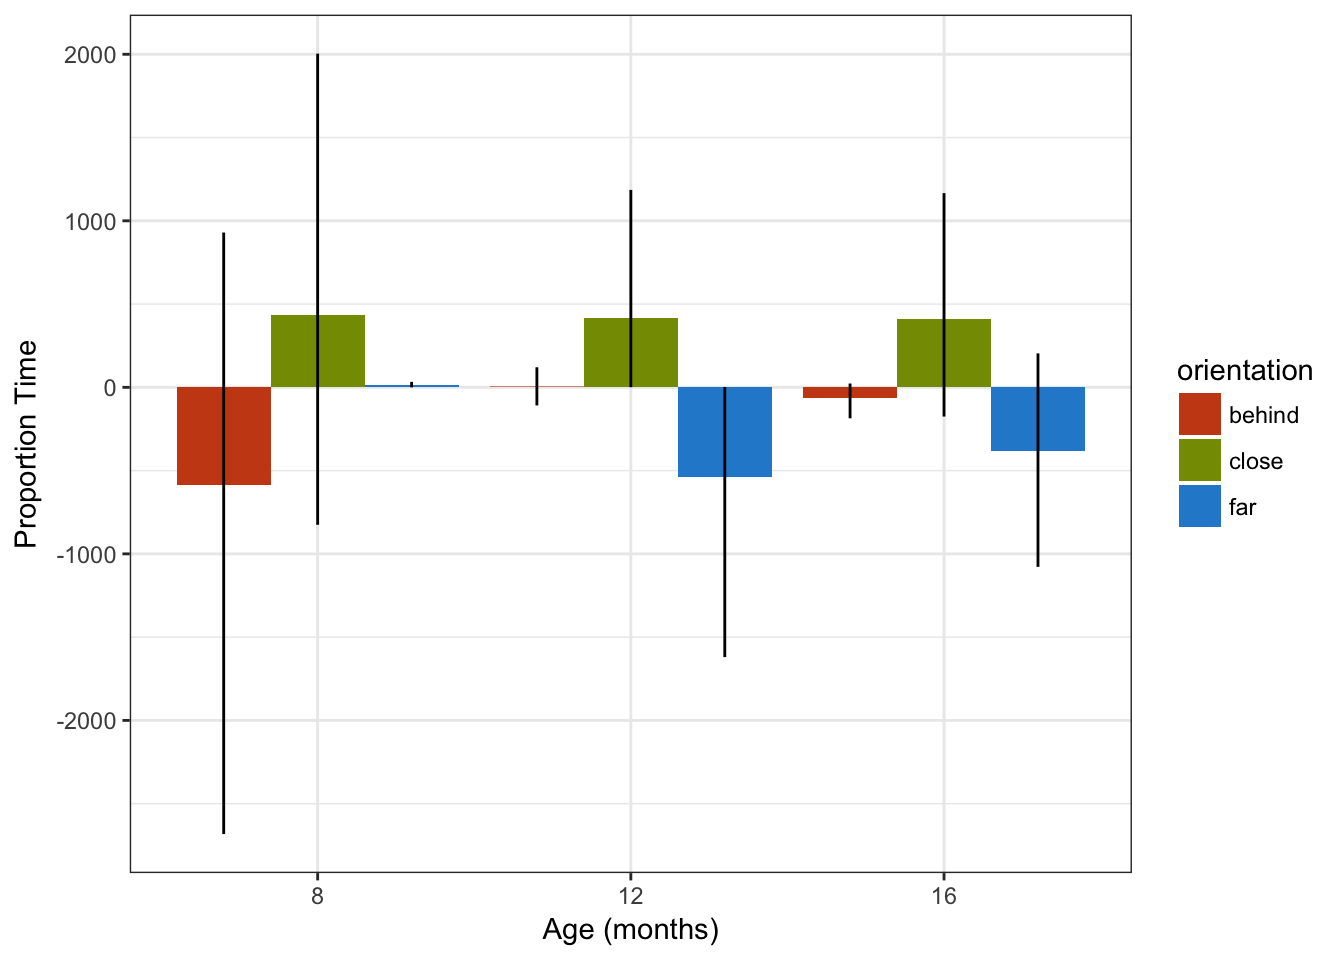 2000
1000
0
-1000
-2000
Proportion Time
8
12
16
Age (months)
orientation
behind
close
far